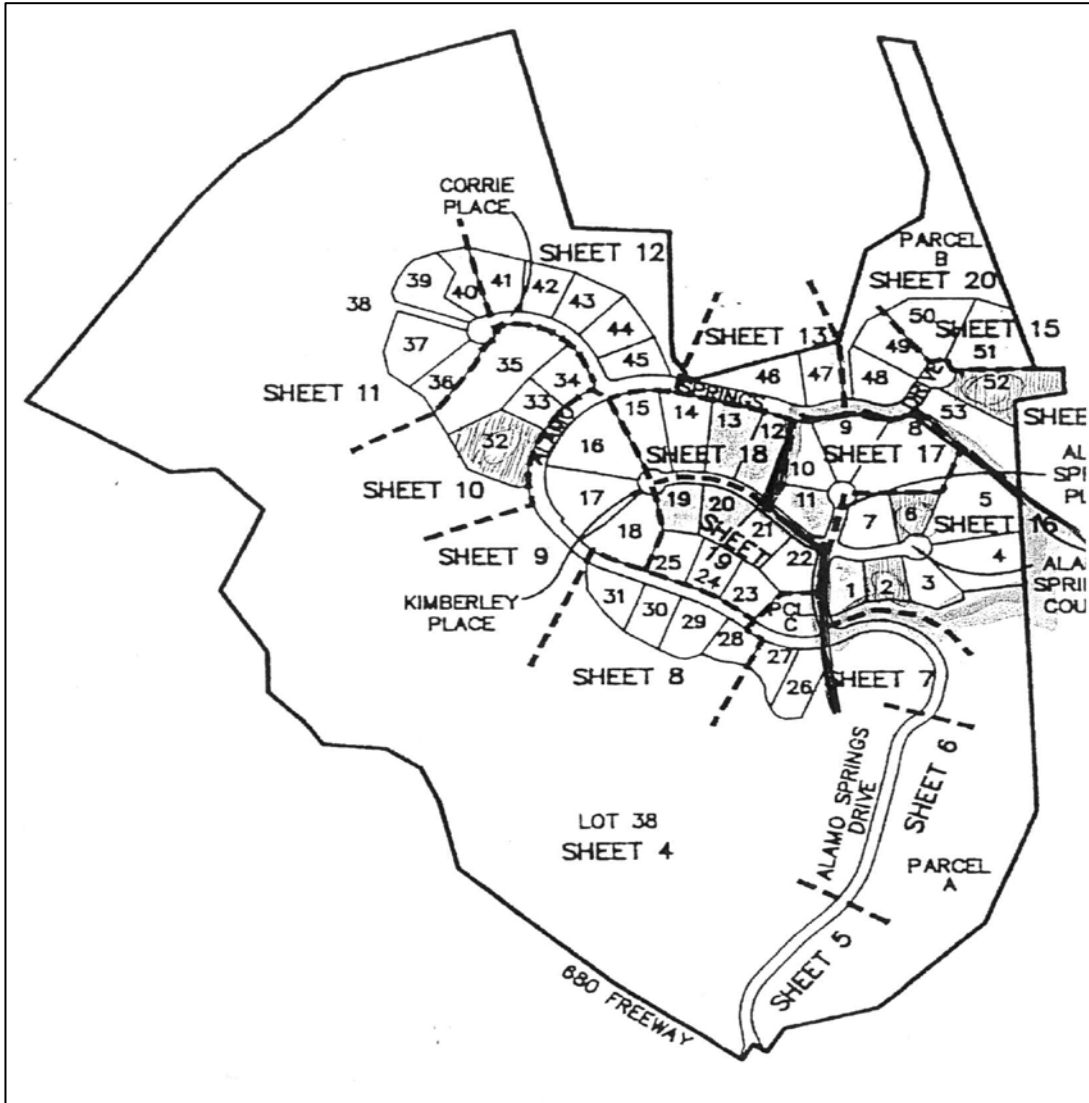 CORRIE
PLACE
SHEET 12
PARCEL
B
SHEET 20
39
40
41
42
43
38
44
37
45
35
36
34
33
SHEET 13
50
SHEET 15
49
51
46
47
48
52
53
DRIVE
SPRINGS
SHEET 11
ALAMO
32
15
14
13
12
9
8
16
SHEET 18
10
SHEET 17
SHEET 10
17
19
20
11
7
6
5
SHEET 16
SHEET 9
18
SHEET
19
21
22
4
25
24
23
1
2
3
KIMBERLEY
PLACE
31
30
29
28
PCL
C
27
26
SHEET 8
SHEET 7
ALAMO SPRINGS
DRIVE
SHEET 6
LOT 38
SHEET 4
PARCEL
A
SHEET 5
680 FREEWAY